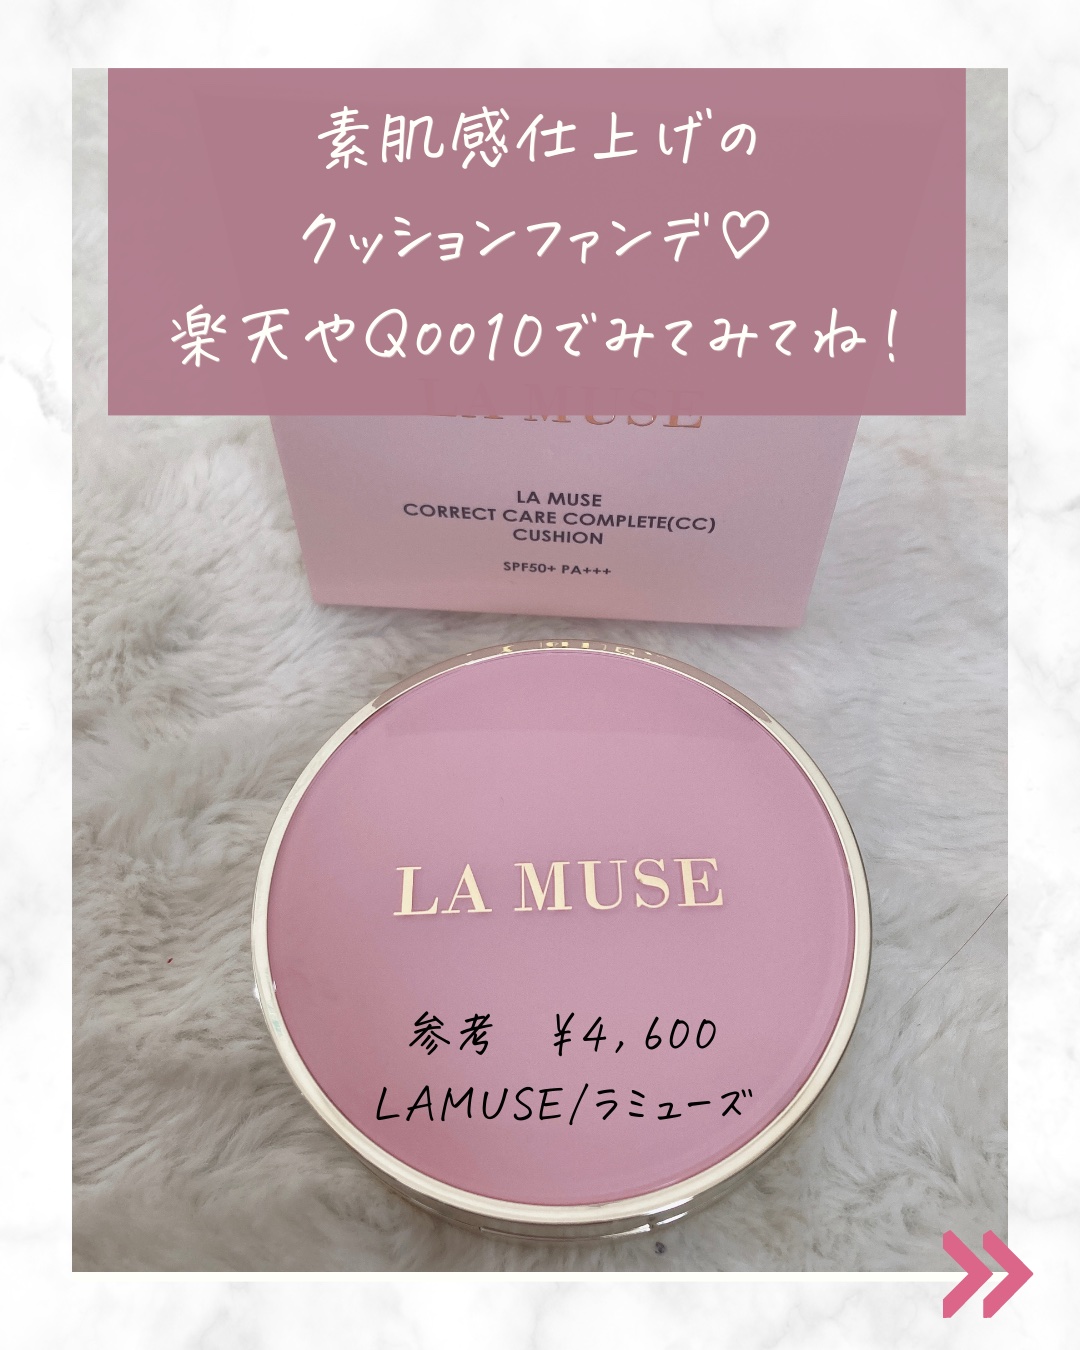 素肌感仕上げの
クッションファンデ♡
楽天やQoo10でみてみてね！
LA MUSE
LA MUSE
CORRECT CARE COMPLETE(CC)
CUSHION
SPF50+ PA+++
LA MUSE
参考 ¥4,600
LAMUSE/ラミューズ